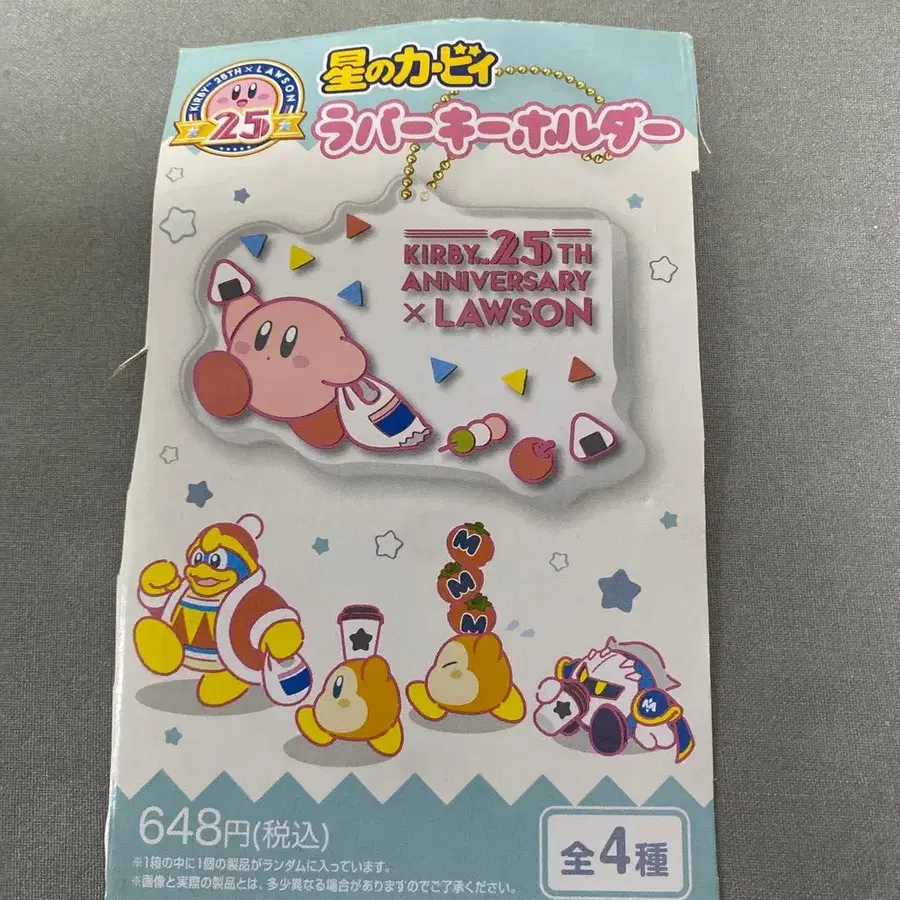 KIRBY™ 25TH × LAWSON
25
星のカービィ
ラバーキーホルダー
KIRBY™ 25TH
ANNIVERSARY
× LAWSON
M
M
M
M
648円(税込)
※1箱の中に1個の製品がランダムに入っています。
※画像と実際の製品とは、多少異なる場合がありますのでご了承ください。
全4種